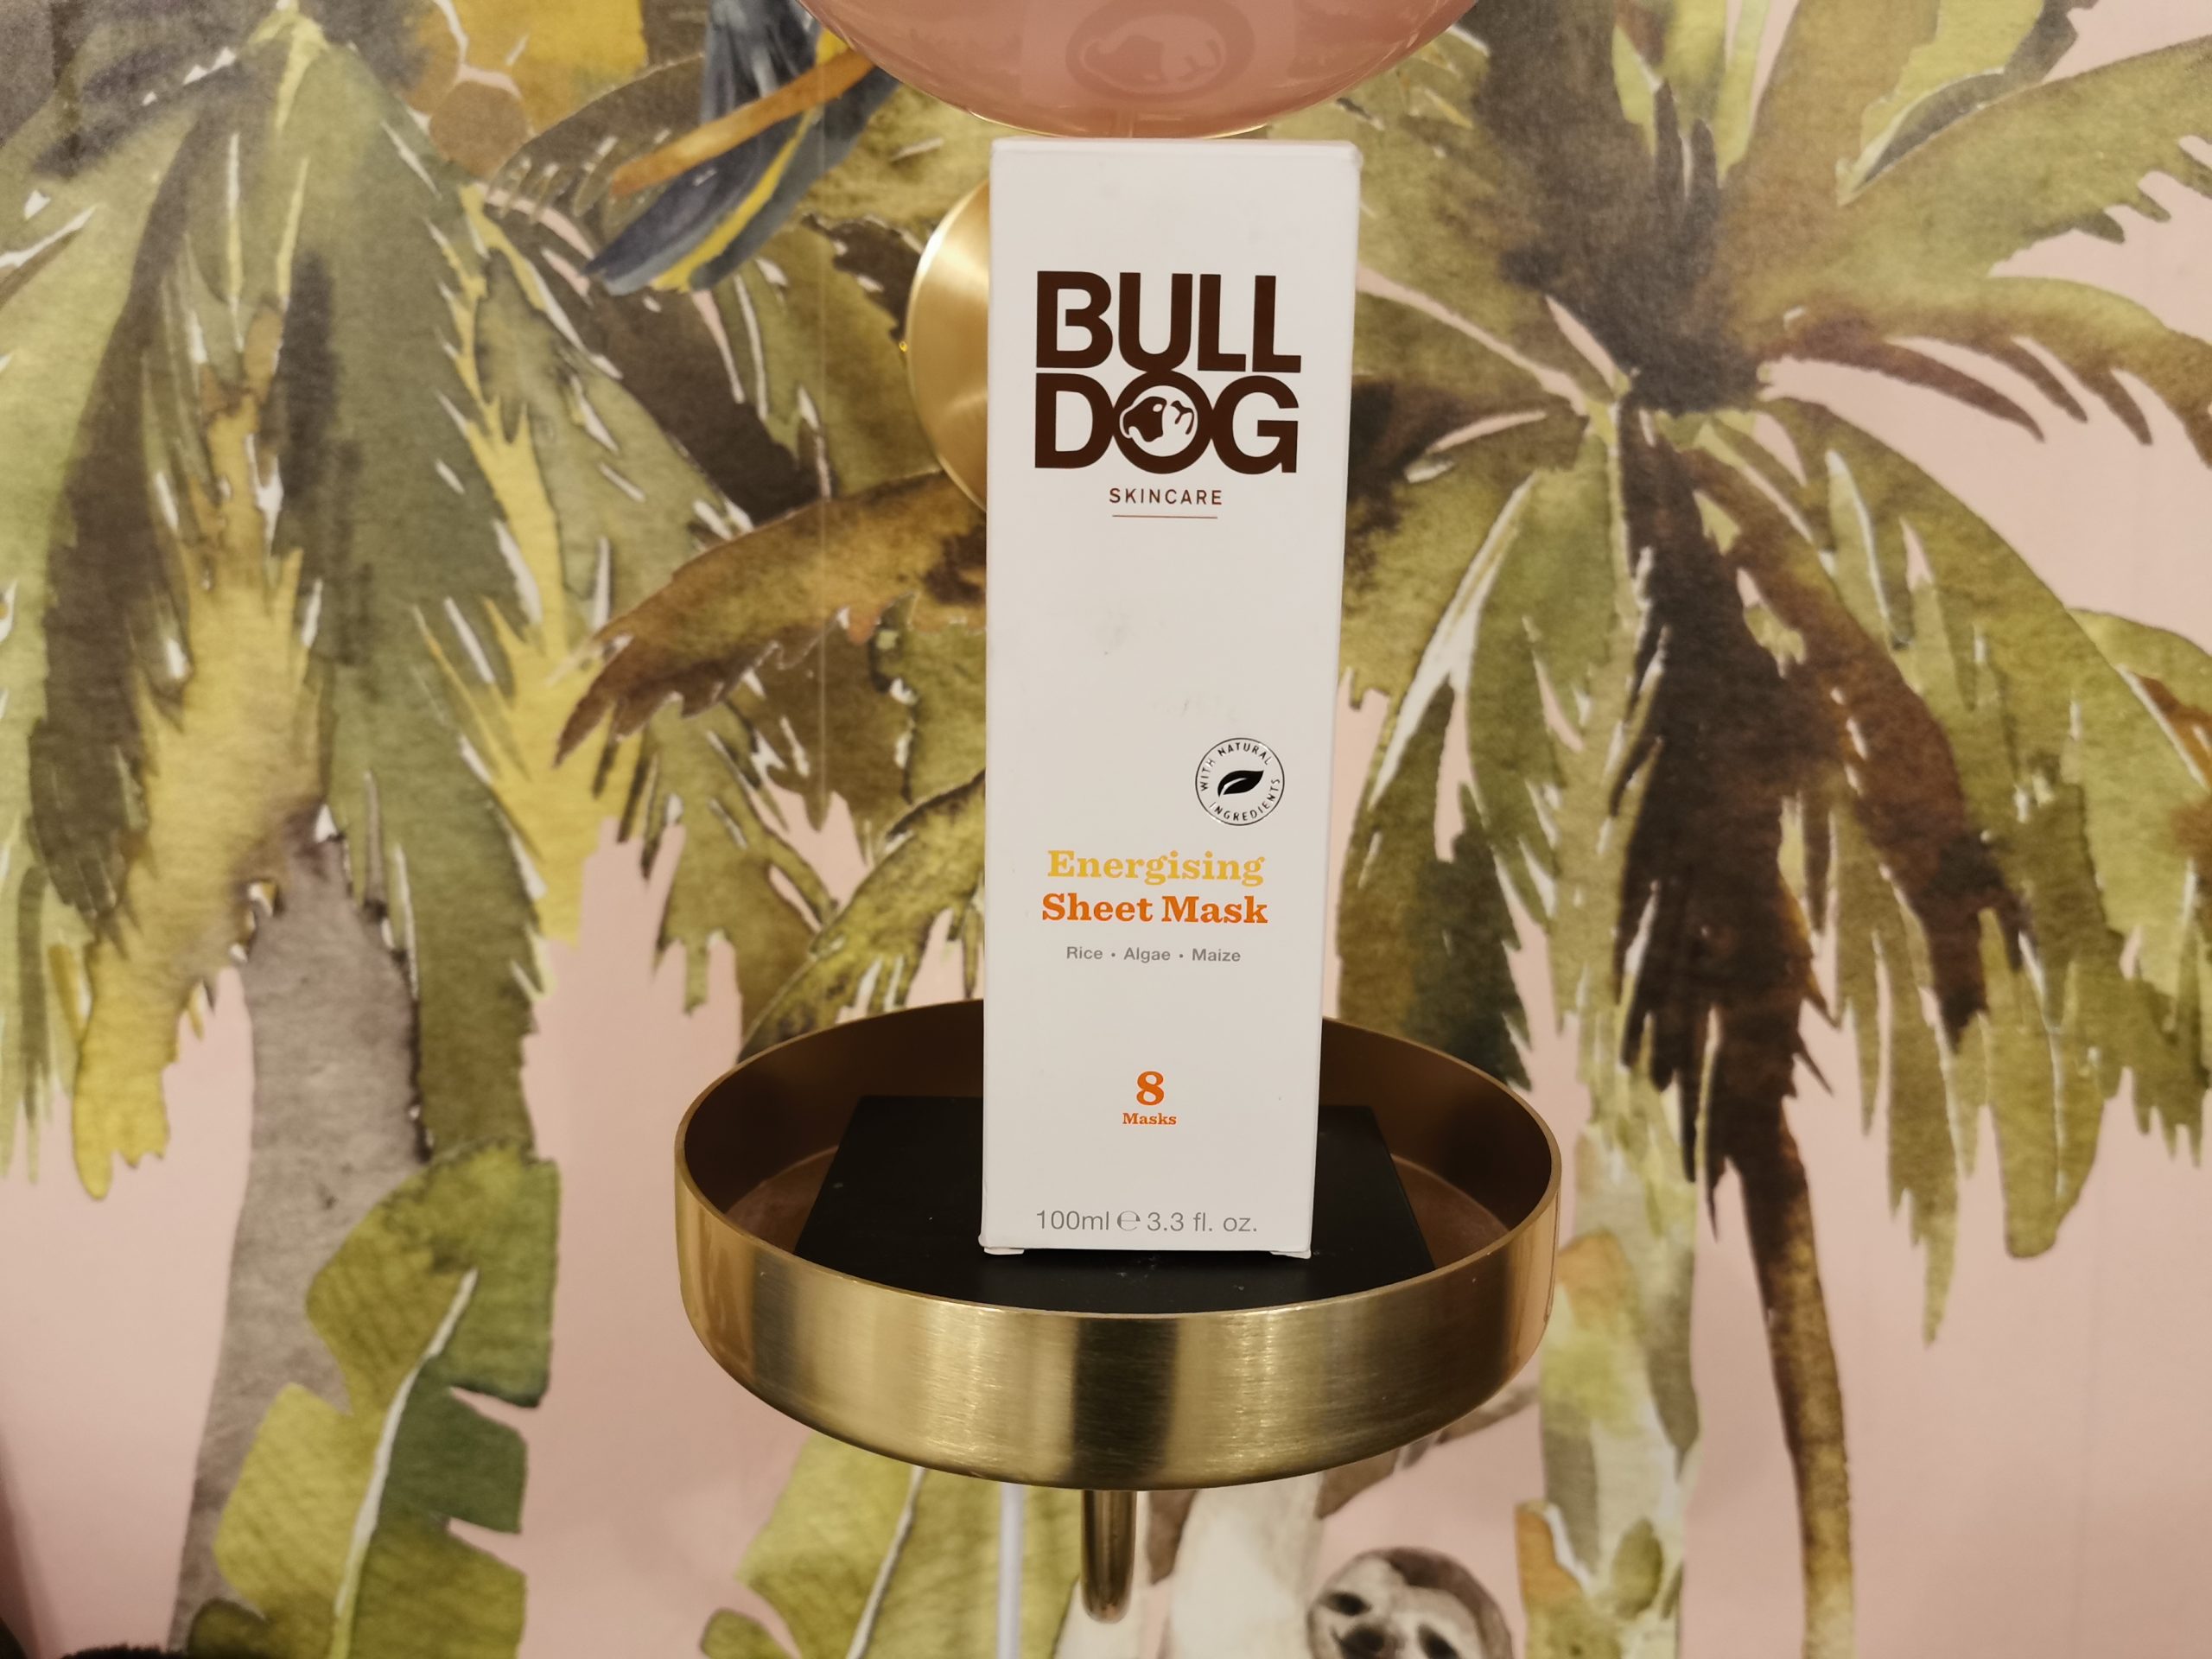 BULL
DOG
SKINCARE
WITH NATURAL INGREDIENTS
Energising
Sheet Mask
Rice • Algae • Maize
8
Masks
100ml ℮ 3.3 fl. oz.